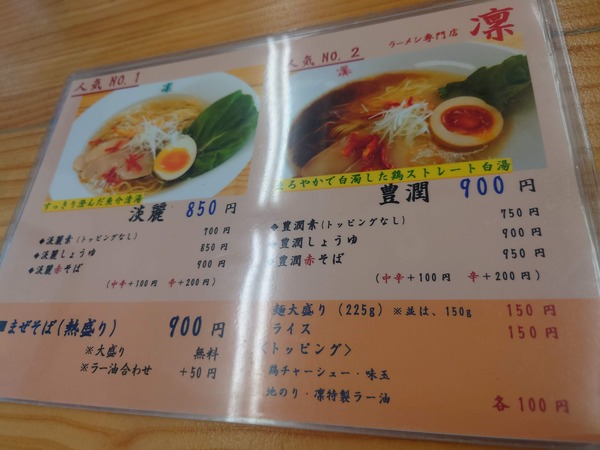 ラーメン専門店 凛
人気 NO. 1
凛
すっきり澄んだ魚介清湯
淡麗 850円
◆淡麗素(トッピングなし) 700円
◆淡麗しょうゆ 850円
◆淡麗赤そば 900円
(中辛+100円 辛+200円)
■まぜそば(熱盛り) 900円
※大盛り 無料
※ラー油合わせ +50円
人気 NO. 2
凛
まろやかで白濁した鶏ストレート白湯
豊潤 900円
◆豊潤素(トッピングなし) 750円
◆豊潤しょうゆ 900円
◆豊潤赤そば 950円
(中辛+100円 辛+200円)
麺大盛り(225g)※並は、150g 150円
ライス 150円
<トッピング>
鶏チャーシュー・味玉
地のり・凛特製ラー油 各100円